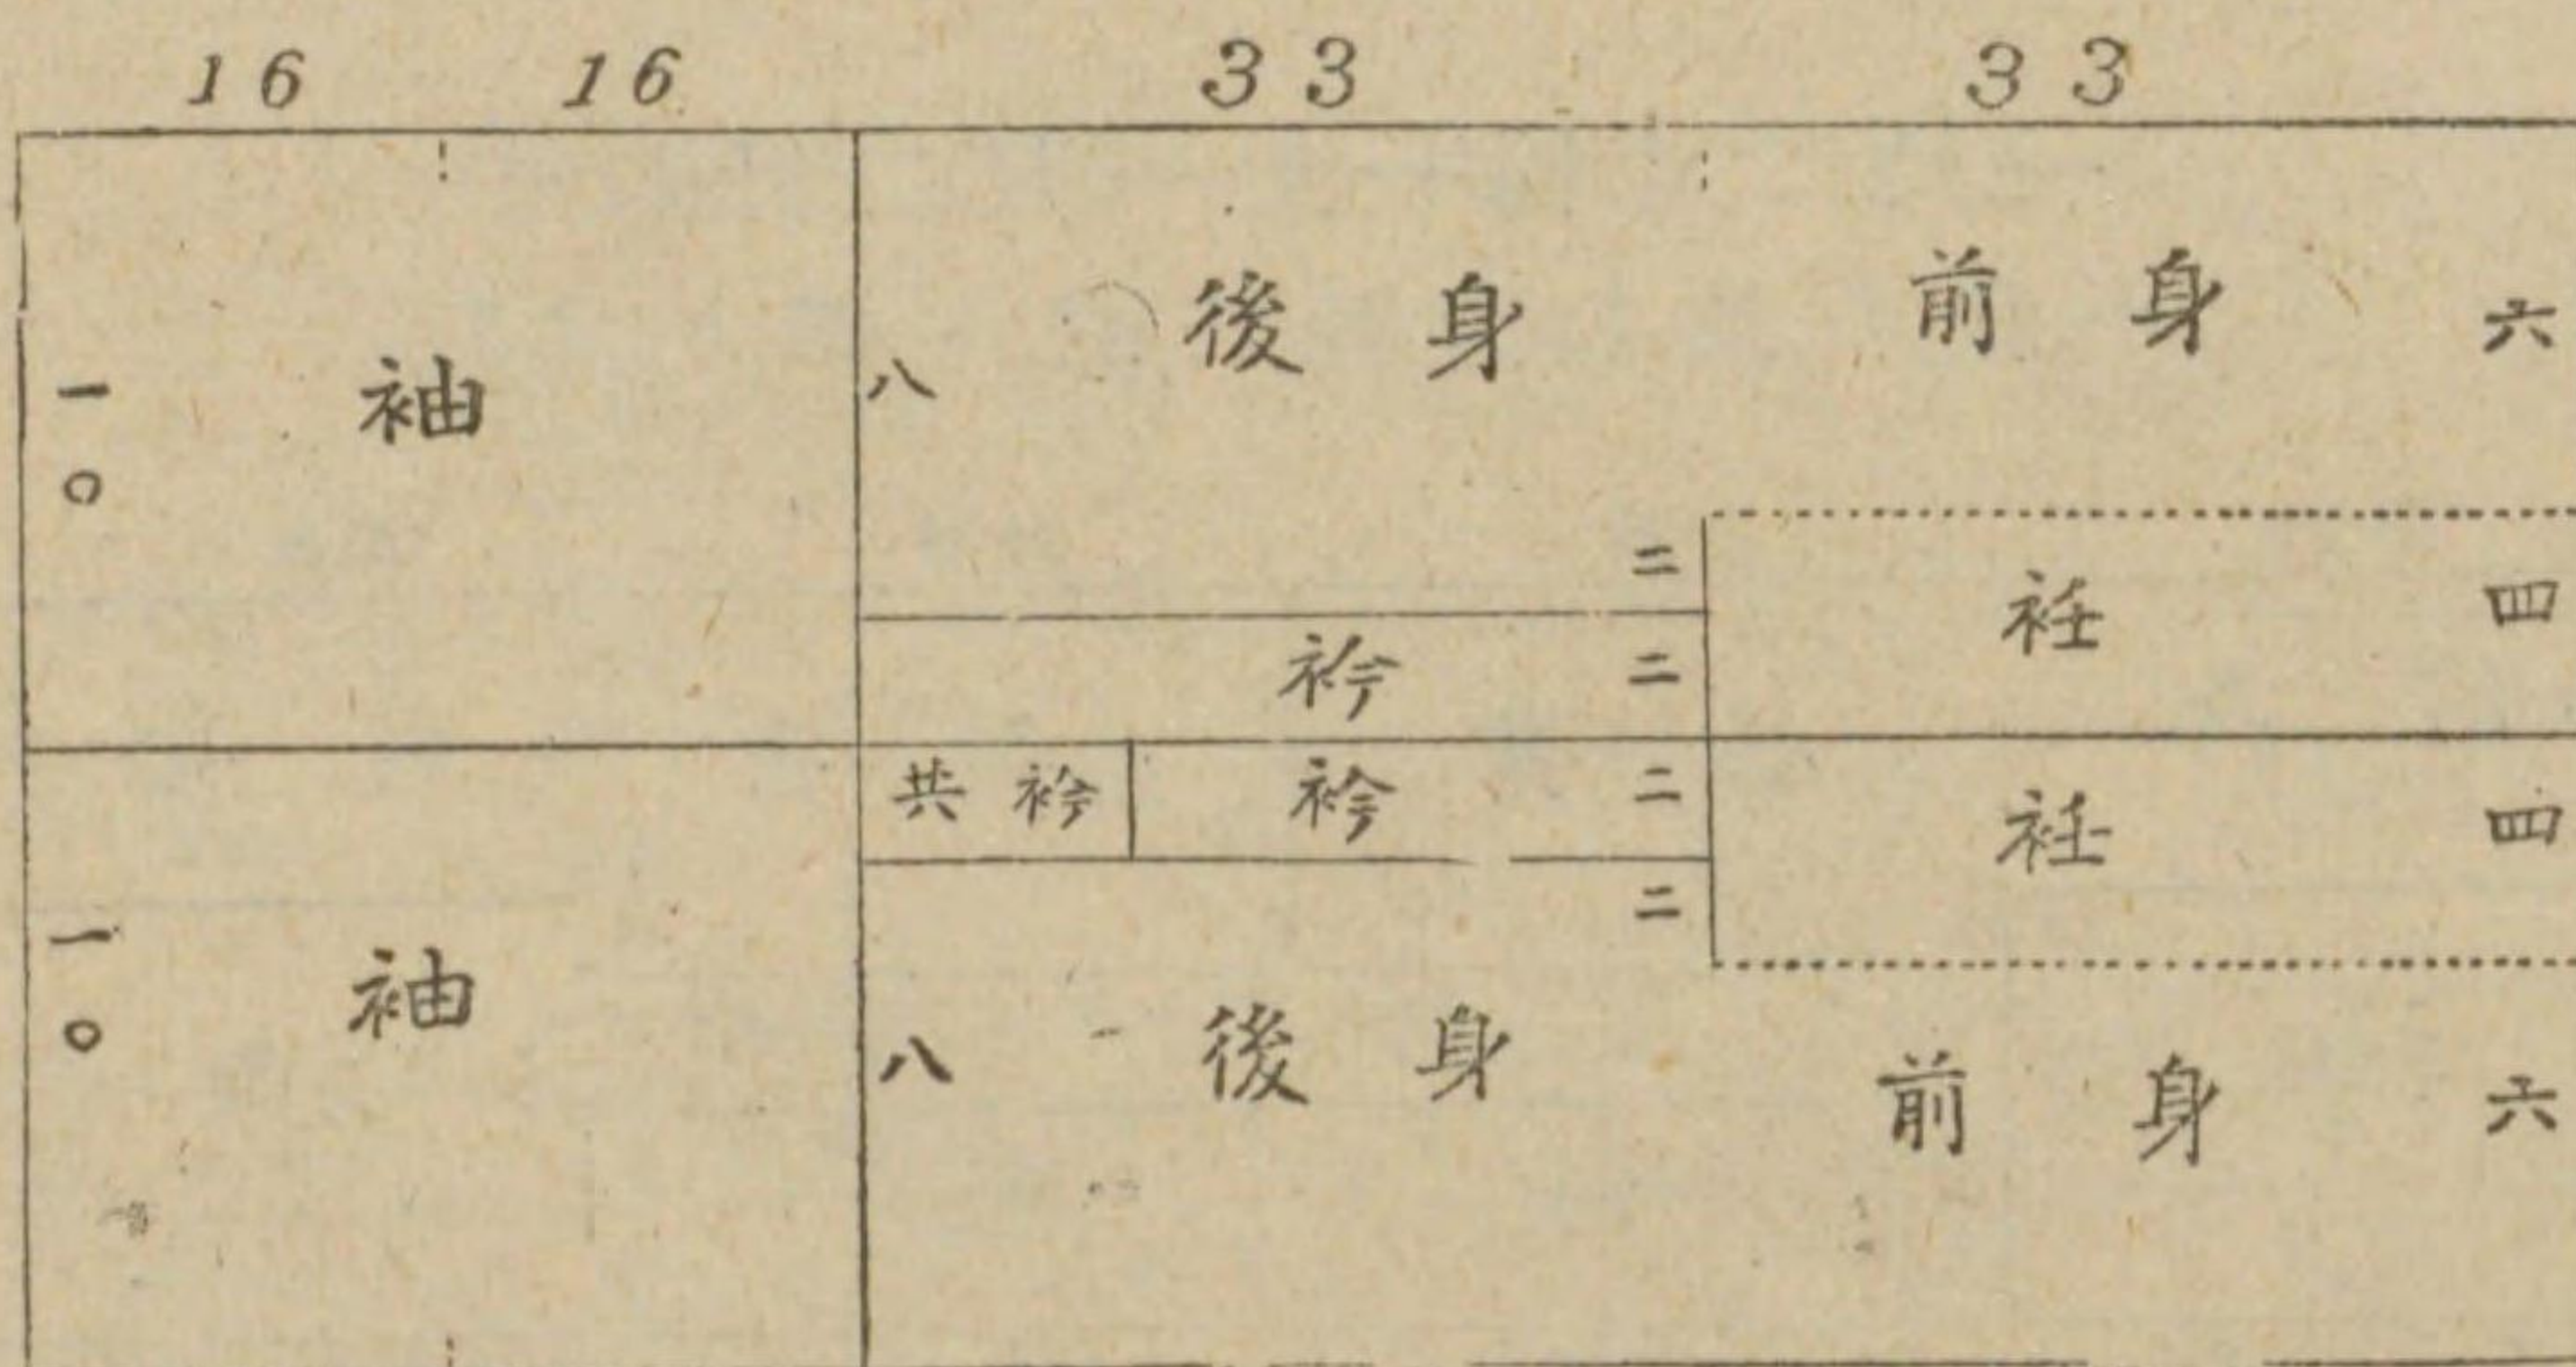 16 16 33 33
袖 八 後身 前身 六
一〇
二 衽 四
衿 二
共衿 衿 二 衽 四
二
一〇
袖 八 後身 前身 六